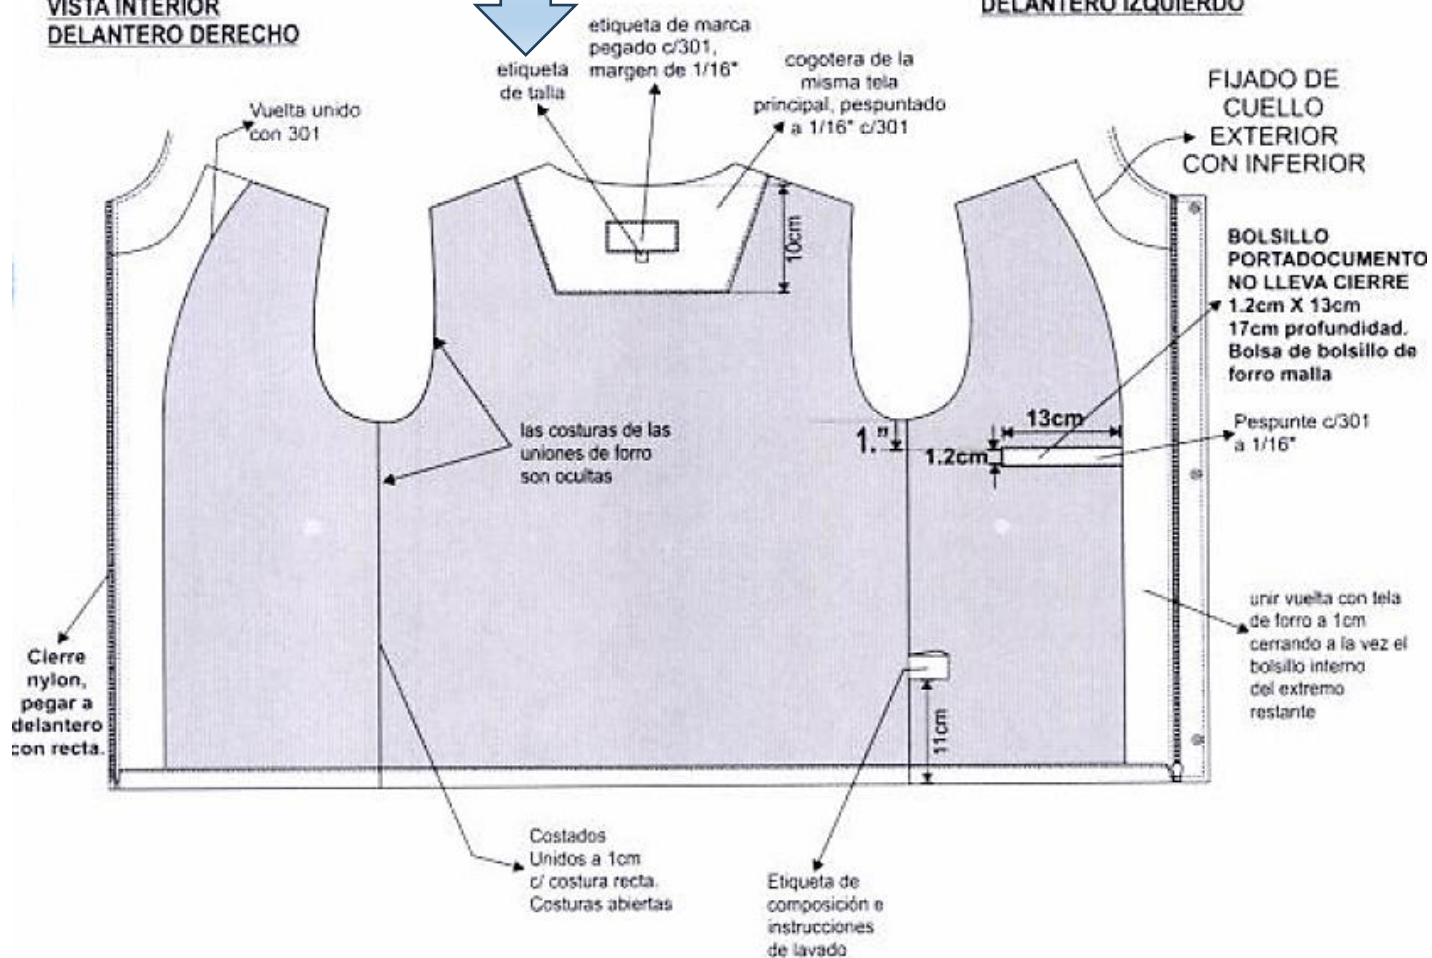 VISTA INTERIOR
DELANTERO DERECHO
DELANTERO IZQUIERDO
etiqueta de marca
pegado c/301,
margen de 1/16"
etiqueta
de talla
cogotera de la
misma tela
principal, pespuntado
a 1/16" c/301
FIJADO DE
CUELLO
EXTERIOR
CON INFERIOR
Vuelta unido
con 301
10cm
BOLSILLO
PORTADOCUMENTO
NO LLEVA CIERRE
1.2cm X 13cm
17cm profundidad.
Bolsa de bolsillo de
forro malla
las costuras de las
uniones de forro
son ocultas
1."
13cm
1.2cm
Pespunte c/301
a 1/16"
unir vuelta con tela
de forro a 1cm
cerrando a la vez el
bolsillo interno
del extremo
restante
Cierre
nylon,
pegar a
delantero
con recta.
11cm
Costados
Unidos a 1cm
c/ costura recta.
Costuras abiertas
Etiqueta de
composición e
instrucciones
de lavado